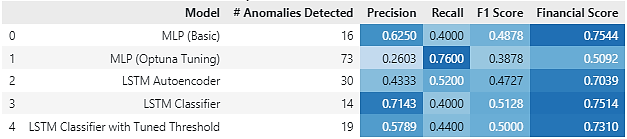 Model # Anomalies Detected Precision Recall F1 Score Financial Score
0 MLP (Basic) 16 0.6250 0.4000 0.4878 0.7544
1 MLP (Optuna Tuning) 73 0.2603 0.7600 0.3878 0.5092
2 LSTM Autoencoder 30 0.4333 0.5200 0.4727 0.7039
3 LSTM Classifier 14 0.7143 0.4000 0.5128 0.7514
4 LSTM Classifier with Tuned Threshold 19 0.5789 0.4400 0.5000 0.7310